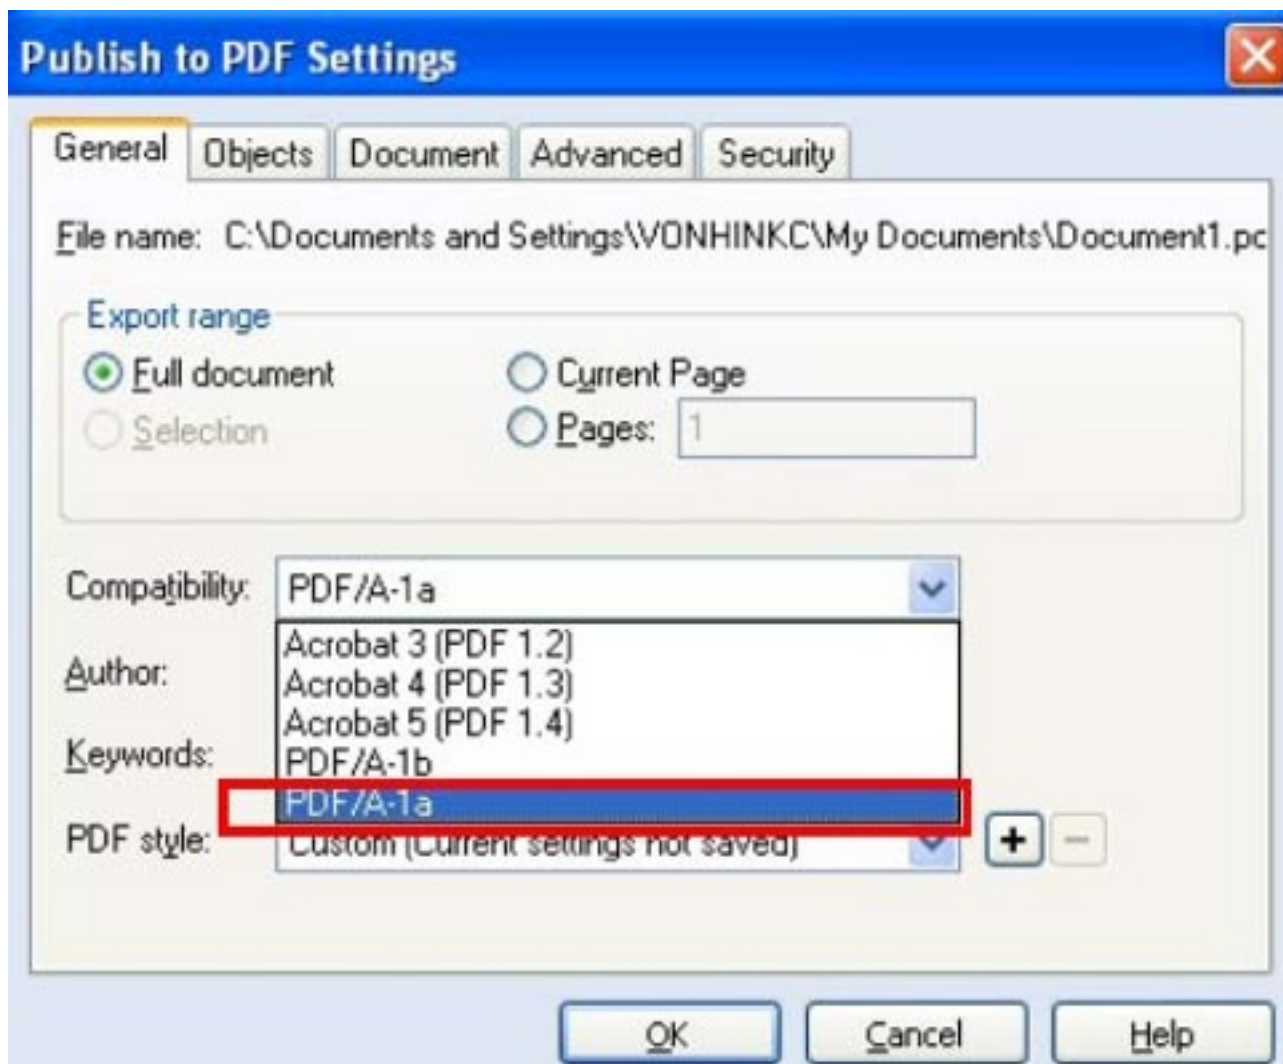 Publish to PDF Settings
General Objects Document Advanced Security
File name: C:\Documents and Settings\VONHINKC\My Documents\Document1.pc
Export range
Full document Current Page
Selection Pages: 1
Compatibility: PDF/A-1a
Acrobat 3 (PDF 1.2)
Author:
Acrobat 4 (PDF 1.3)
Acrobat 5 (PDF 1.4)
Keywords:
PDF/A-1b
PDF/A-1a
PDF style: Custom (Current settings not saved)
OK Cancel Help